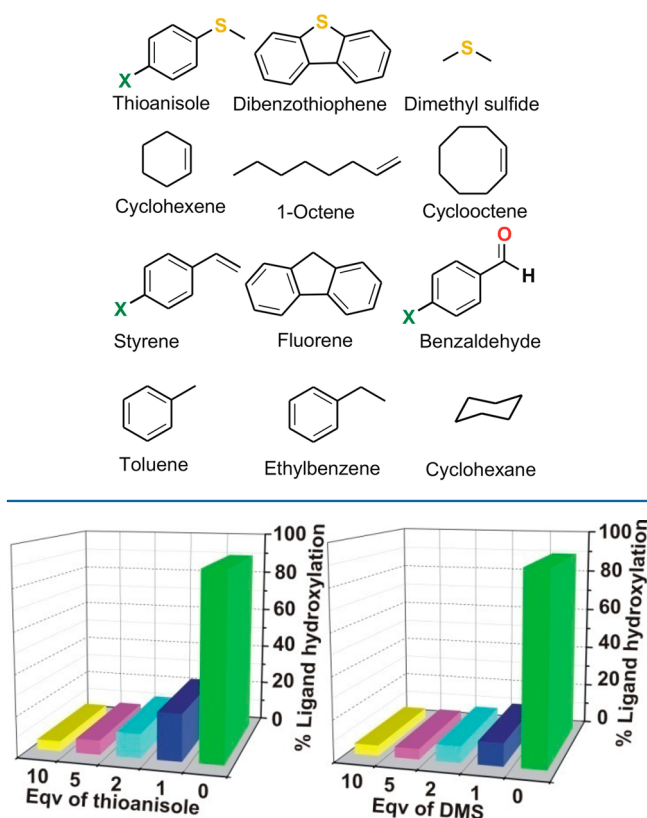 S S S
X
Thioanisole Dibenzothiophene Dimethyl sulfide
Cyclohexene 1-Octene Cyclooctene
O
H
X X
Styrene Fluorene Benzaldehyde
Toluene Ethylbenzene Cyclohexane
100
80
60
40
20
0
% Ligand hydroxylation
10 5 2 1 0
Eqv of thioanisole
100
80
60
40
20
0
% Ligand hydroxylation
10 5 2 1 0
Eqv of DMS